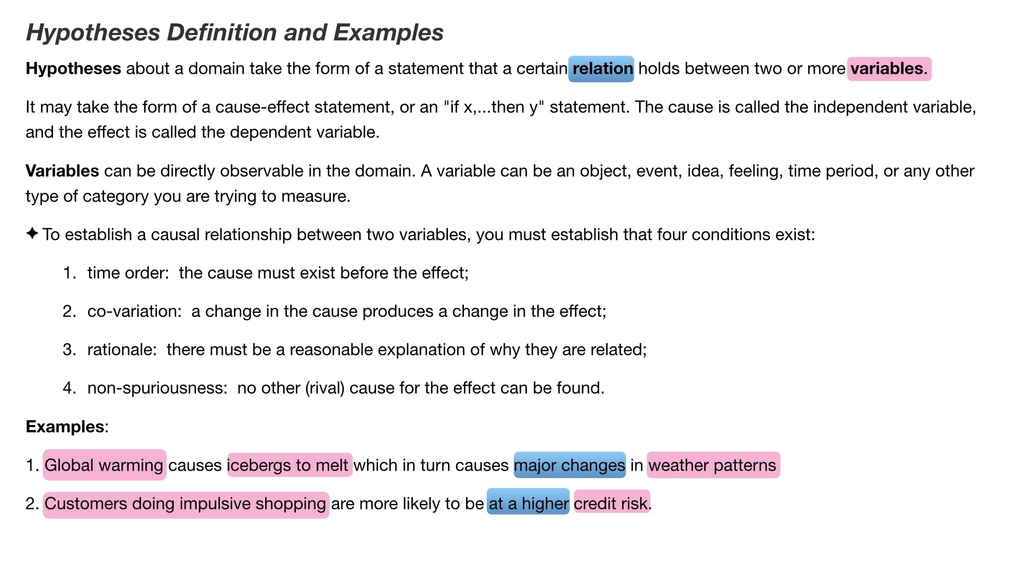 Hypotheses Definition and Examples
Hypotheses about a domain take the form of a statement that a certain relation holds between two or more variables.
It may take the form of a cause-effect statement, or an "if x,...then y" statement. The cause is called the independent variable,
and the effect is called the dependent variable.
Variables can be directly observable in the domain. A variable can be an object, event, idea, feeling, time period, or any other
type of category you are trying to measure.
✦ To establish a causal relationship between two variables, you must establish that four conditions exist:
1. time order: the cause must exist before the effect;
2. co-variation: a change in the cause produces a change in the effect;
3. rationale: there must be a reasonable explanation of why they are related;
4. non-spuriousness: no other (rival) cause for the effect can be found.
Examples:
1. Global warming causes icebergs to melt which in turn causes major changes in weather patterns
2. Customers doing impulsive shopping are more likely to be at a higher credit risk.